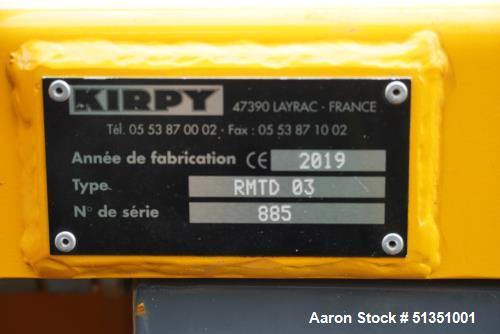 KIRPY 47390 LAYRAC - FRANCE
Tél. 05 53 87 00 02 - Fax : 05 53 87 10 02
Année de fabrication CE 2019
Type RMTD 03
N° de série 885
Aaron Stock # 51351001